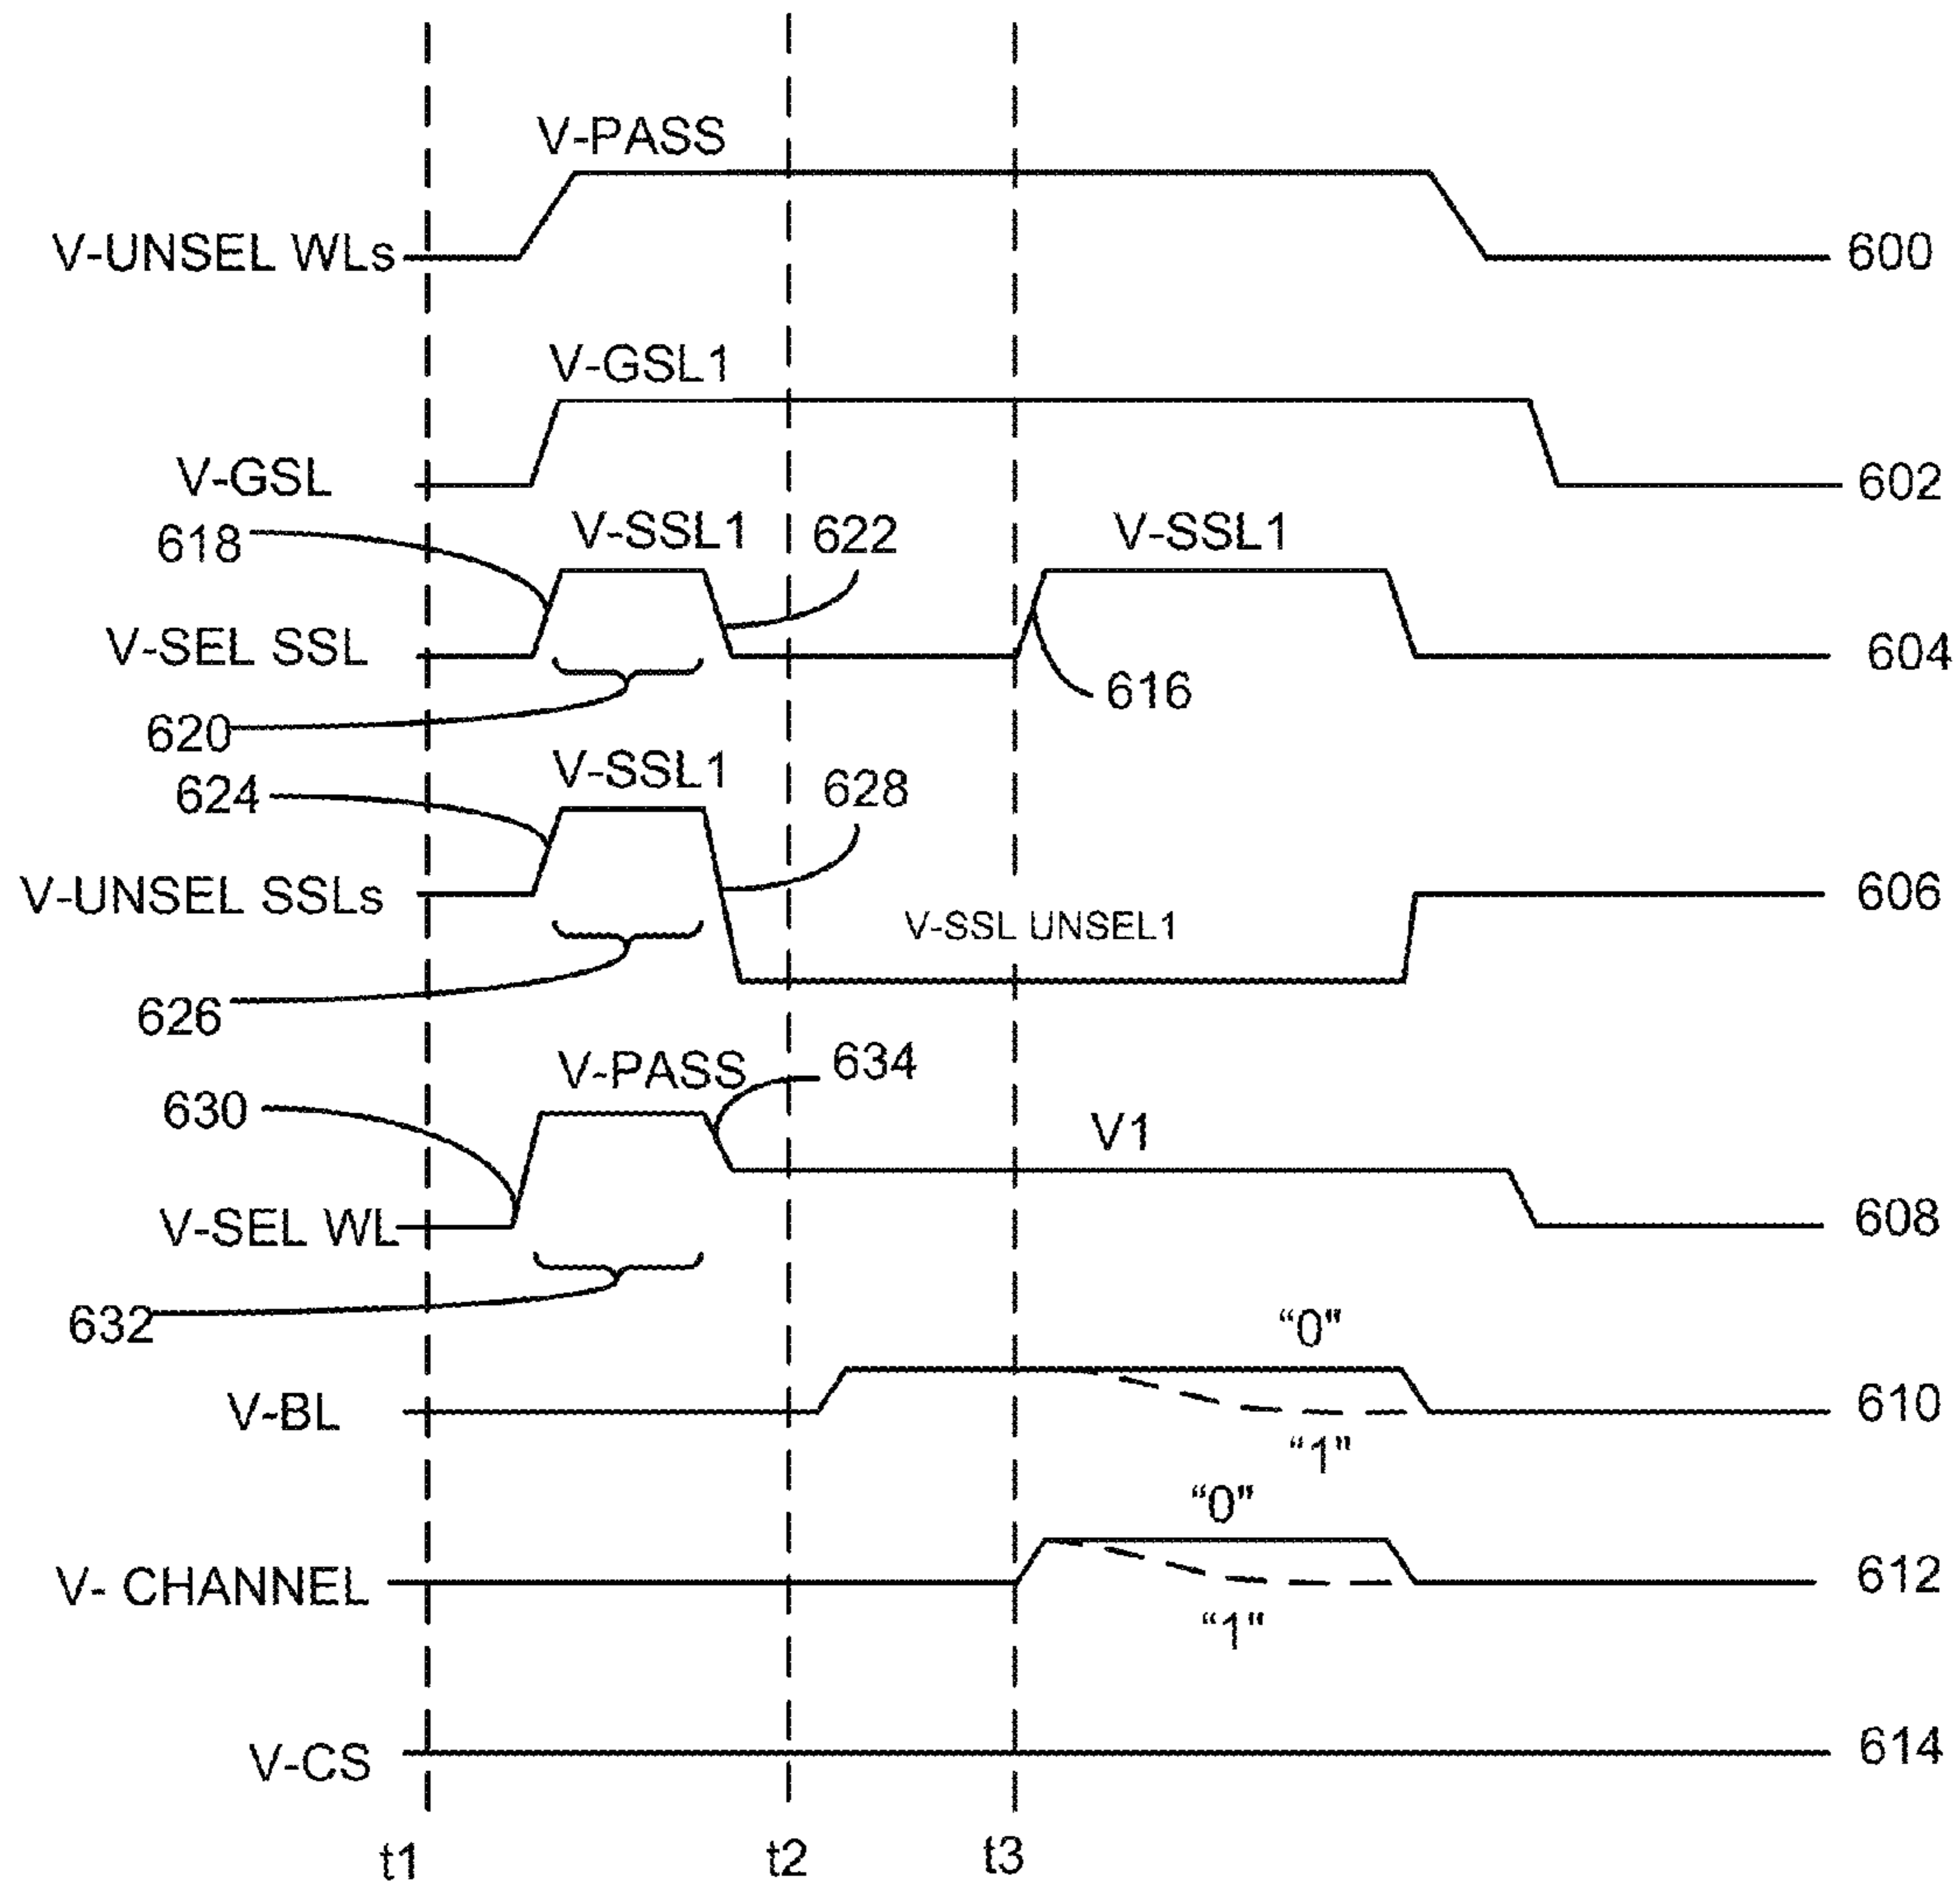 V-PASS
V-UNSEL WLs
600
V-GSL1
V-GSL
602
618
V-SSL1
622
V-SSL1
V-SEL SSL
604
616
620
V-SSL1
624
628
V-UNSEL SSLs
606
V-SSL UNSEL1
626
V-PASS
634
630
V1
V-SEL WL
608
632
“0"
V-BL
610
“1"
“0"
V- CHANNEL
612
“1"
V-CS
614
t1
t2
t3